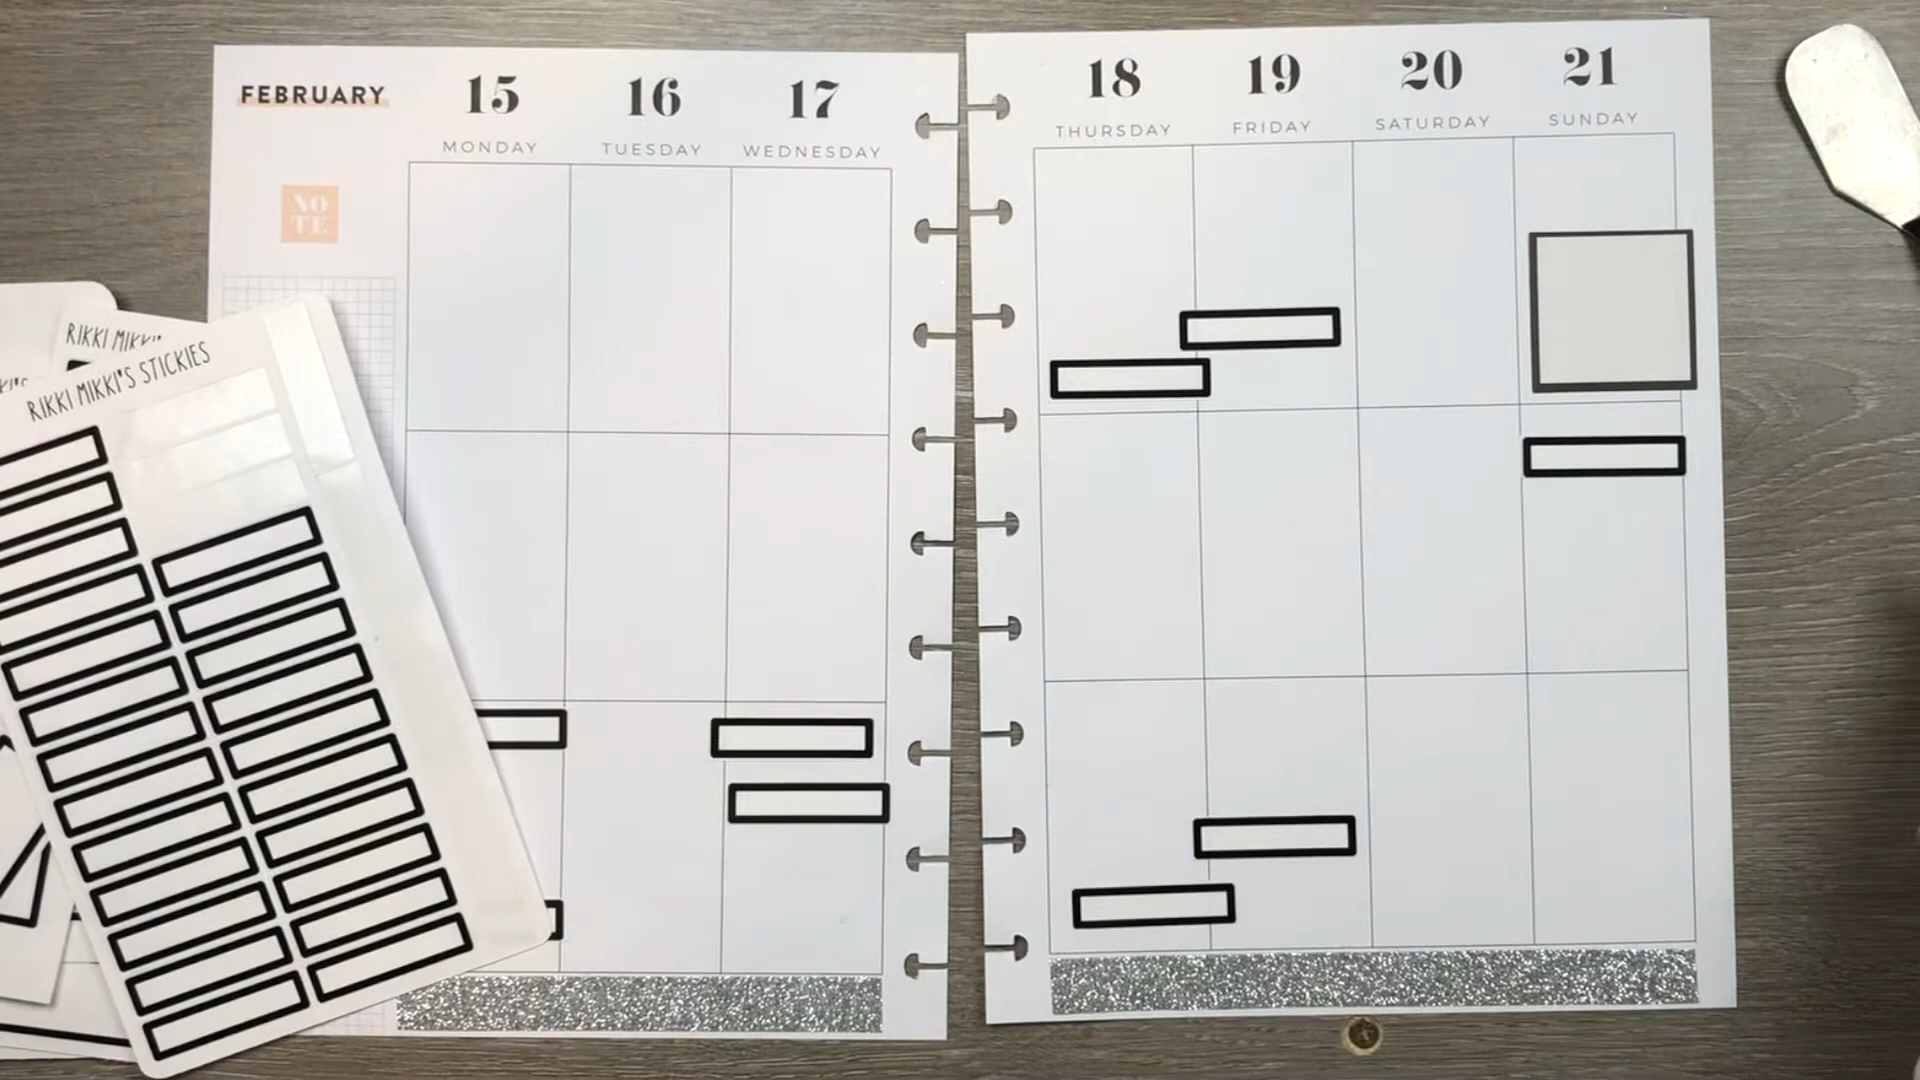 FEBRUARY
15
MONDAY
16
TUESDAY
17
WEDNESDAY
18
THURSDAY
19
FRIDAY
20
SATURDAY
21
SUNDAY
NO
TE
RIKKI MIKKI'S STICKIES
RIKKI